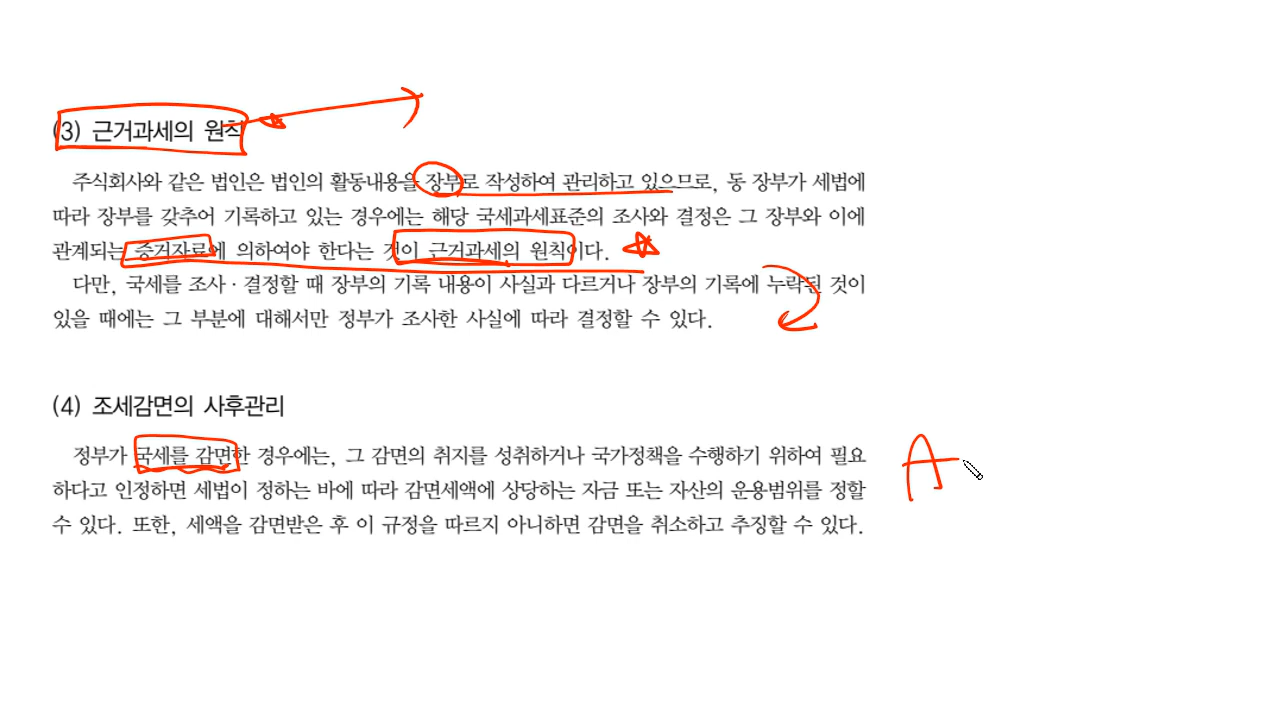 (3) 근거과세의 원칙
주식회사와 같은 법인은 법인의 활동내용을 장부로 작성하여 관리하고 있으므로, 동 장부가 세법에
따라 장부를 갖추어 기록하고 있는 경우에는 해당 국세과세표준의 조사와 결정은 그 장부와 이에
관계되는 증거자료에 의하여야 한다는 것이 근거과세의 원칙이다.
다만, 국세를 조사·결정할 때 장부의 기록 내용이 사실과 다르거나 장부의 기록에 누락된 것이
있을 때에는 그 부분에 대해서만 정부가 조사한 사실에 따라 결정할 수 있다.
(4) 조세감면의 사후관리
정부가 국세를 감면한 경우에는, 그 감면의 취지를 성취하거나 국가정책을 수행하기 위하여 필요
하다고 인정하면 세법이 정하는 바에 따라 감면세액에 상당하는 자금 또는 자산의 운용범위를 정할
수 있다. 또한, 세액을 감면받은 후 이 규정을 따르지 아니하면 감면을 취소하고 추징할 수 있다.
A